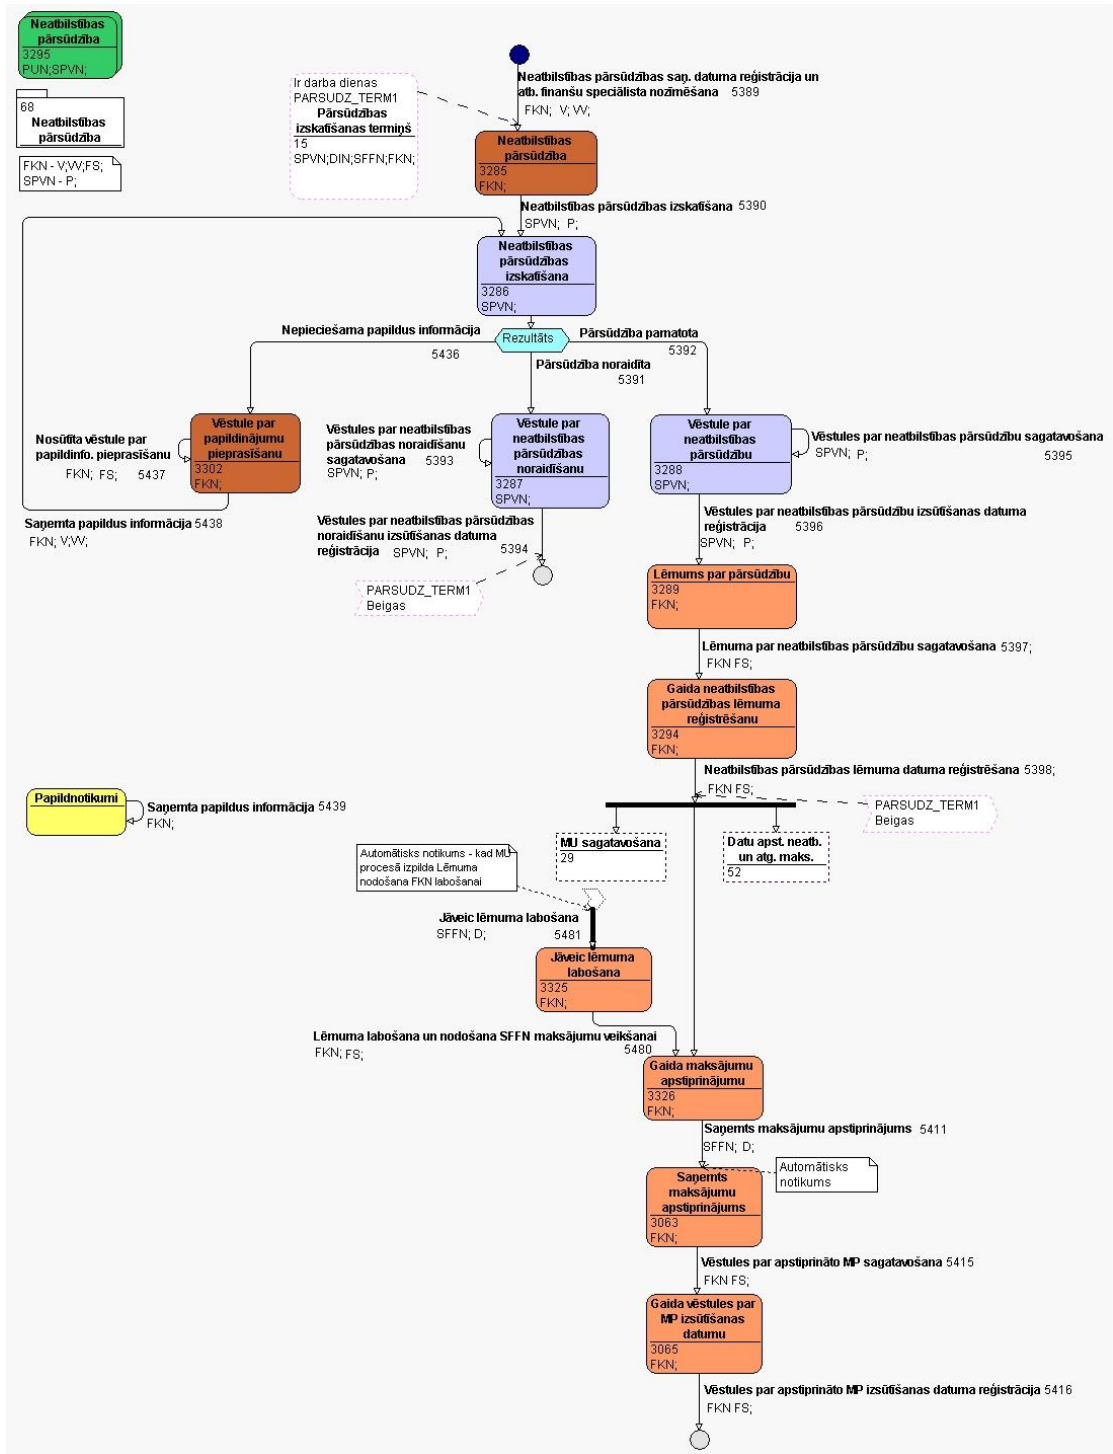 Neatbilstības
pārsūdzība
3295
PUN;SPVN;
68
Neatbilstības
pārsūdzība
FKN - V;VV;FS;
SPVN - P;
Ir darba dienas
PARSUDZ_TERM1
Pārsūdzības
izskatīšanas termiņš
15
SPVN;DIN;SFFN;FKN;
Neatbilstības pārsūdzības saņ. datuma reģistrācija un
atb. finanšu speciālista nozīmēšana 5389
FKN; V; VV;
Neatbilstības
pārsūdzība
3285
FKN;
Neatbilstības pārsūdzības izskatīšana 5390
SPVN; P;
Neatbilstības
pārsūdzības
izskatīšana
3286
SPVN;
Rezultāts
Nepieciešama papildus informācija
5436
Pārsūdzība noraidīta
5391
Pārsūdzība pamatota
5392
Vēstule par
papildinājumu
pieprasīšanu
3302
FKN;
Nosūtīta vēstule par
papildinfo. pieprasīšanu
FKN; FS; 5437
Saņemta papildus informācija 5438
FKN; V;VV;
Vēstules par neatbilstības
pārsūdzības noraidīšanu
sagatavošana 5393
SPVN; P;
Vēstule par
neatbilstības
pārsūdzības
noraidīšanu
3287
SPVN;
Vēstules par neatbilstības pārsūdzības
noraidīšanu izsūtīšanas datuma
reģistrācija SPVN; P; 5394
PARSUDZ_TERM1
Beigas
Vēstule par
neatbilstības
pārsūdzību
3288
SPVN;
Vēstules par neatbilstības pārsūdzību sagatavošana
SPVN; P; 5395
Vēstules par neatbilstības pārsūdzību izsūtīšanas datuma
reģistrācija 5396
SPVN; P;
Lēmums par pārsūdzību
3289
FKN;
Lēmuma par neatbilstības pārsūdzību sagatavošana 5397;
FKN FS;
Gaida neatbilstības
pārsūdzības lēmuma
reģistrēšanu
3294
FKN;
Neatbilstības pārsūdzības lēmuma datuma reģistrēšana 5398;
FKN FS;
PARSUDZ_TERM1
Beigas
Papildnotikumi
Saņemta papildus informācija 5439
FKN;
MU sagatavošana
29
Datu apst. neatb.
un atg. maks.
52
Automātisks notikums - kad MU
procesā izpilda Lēmuma
nodošana FKN labošanai
Jāveic lēmuma labošana
SFFN; D; 5481
Jāveic lēmuma
labošana
3325
FKN;
Lēmuma labošana un nodošana SFFN maksājumu veikšanai
FKN; FS; 5480
Gaida maksājumu
apstiprinājumu
3326
FKN;
Saņemts maksājumu apstiprinājums 5411
SFFN; D;
Automātisks
notikums
Saņemts
maksājumu
apstiprinājums
3063
FKN;
Vēstules par apstiprināto MP sagatavošana 5415
FKN FS;
Gaida vēstules par
MP izsūtīšanas
datumu
3065
FKN;
Vēstules par apstiprināto MP izsūtīšanas datuma reģistrācija 5416
FKN FS;